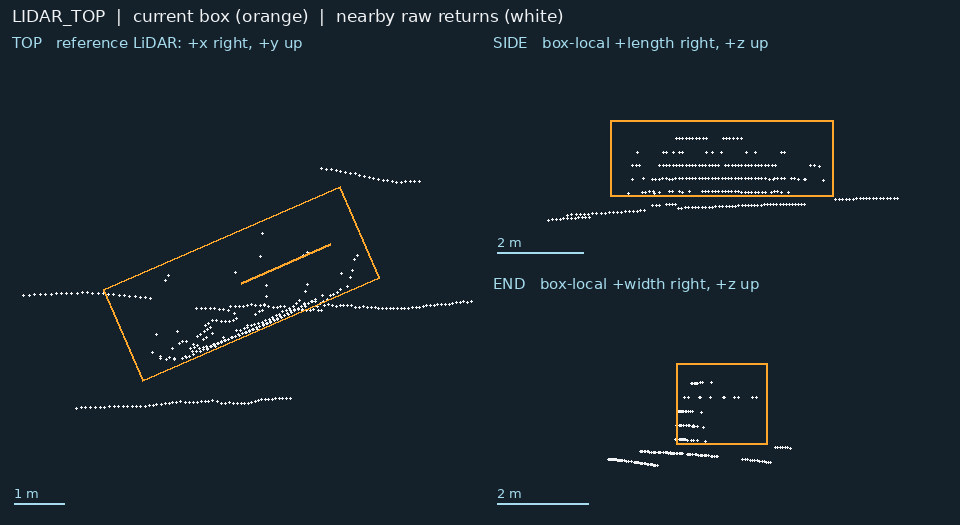 LIDAR_TOP | current box (orange) | nearby raw returns (white)
TOP reference LiDAR: +x right, +y up
SIDE box-local +length right, +z up
2 m
END box-local +width right, +z up
1 m
2 m